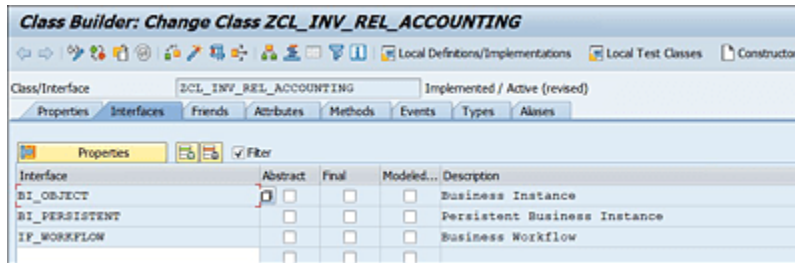 Class Builder: Change Class ZCL_INV_REL_ACCOUNTING
Local Definitions/Implementations Local Test Classes Constructor
Class/Interface ZCL_INV_REL_ACCOUNTING Implemented / Active (revised)
Properties Interfaces Friends Attributes Methods Events Types Aliases
Properties Filter
Interface Abstract Final Modeled... Description
BI_OBJECT Business Instance
BI_PERSISTENT Persistent Business Instance
IF_WORKFLOW Business Workflow